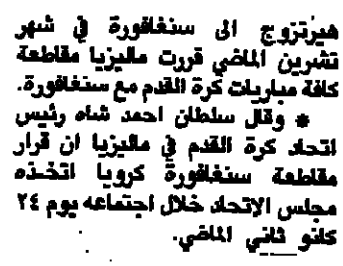 هيرتزوج الى سنغافورة في شهر
تشرين الماضي قررت ماليزيا مقاطعة
كافة مباريات كرة القدم مع سنغافورة.
* وقال سلطان احمد شاه رئيس
اتحاد كرة القدم في ماليزيا ان قرار
مقاطعة سنغافورة كرويا اتخذه
مجلس الإتحاد خلال اجتماعه يوم ٢٤
كانو ثاني الماضي.